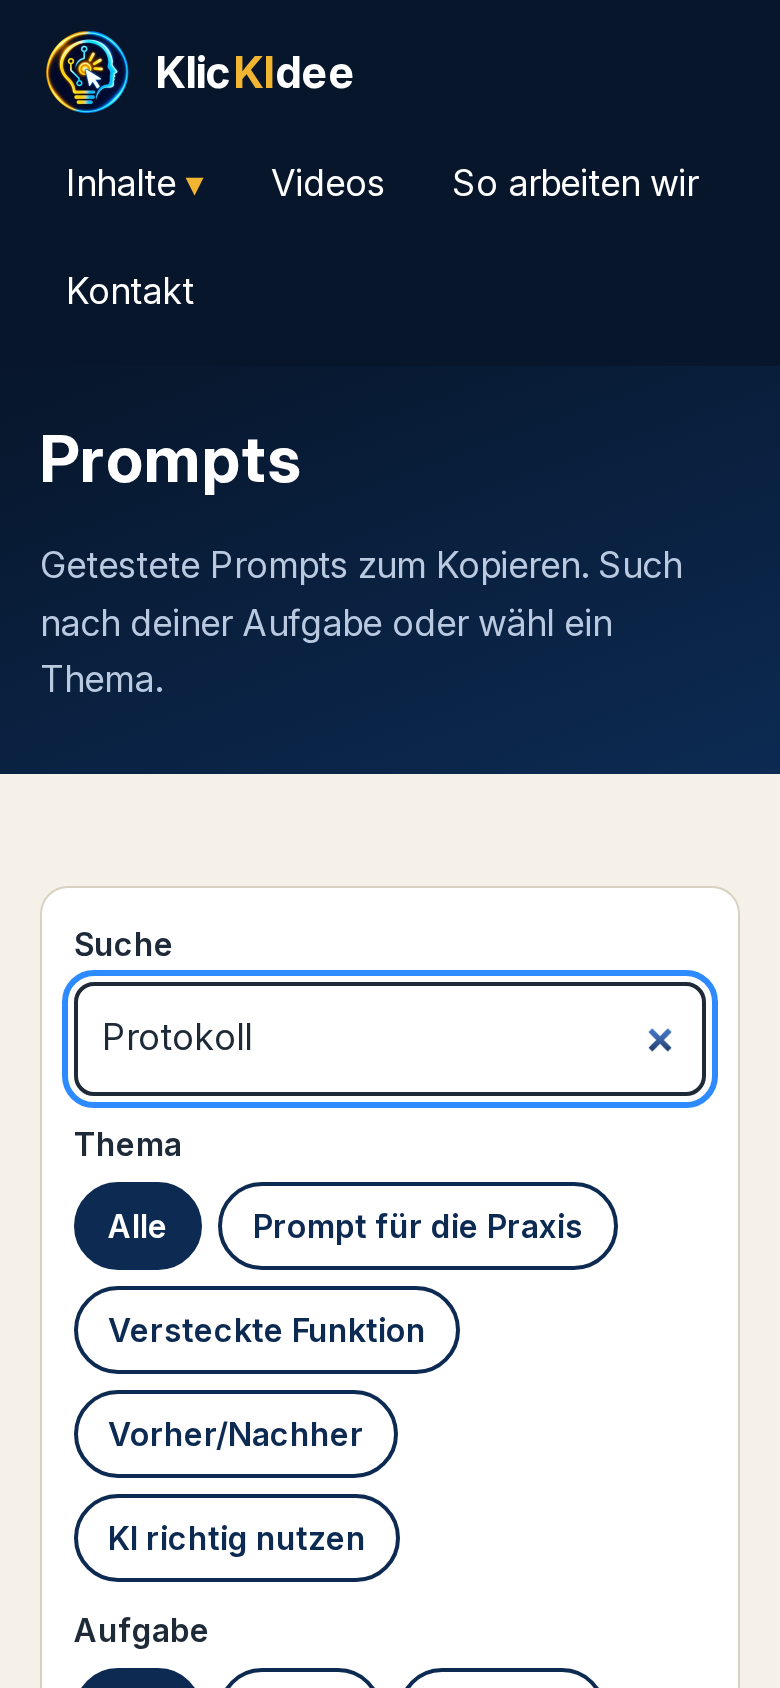 KlicKIdee
Inhalte ▾ Videos So arbeiten wir
Kontakt
Prompts
Getestete Prompts zum Kopieren. Such
nach deiner Aufgabe oder wähl ein
Thema.
Suche
Protokoll
Thema
Alle Prompt für die Praxis
Versteckte Funktion
Vorher/Nachher
KI richtig nutzen
Aufgabe